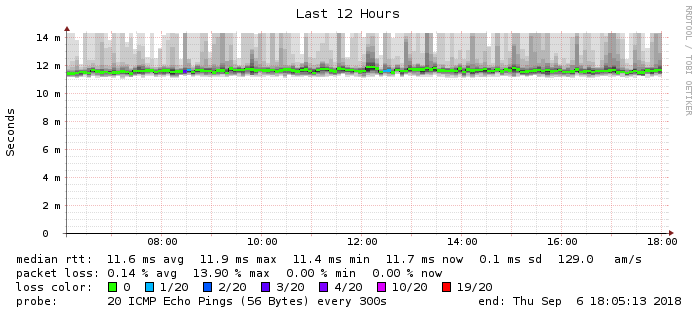 Last 12 Hours
RRDTOOL / TOBI OETIKER
Seconds
14 m
12 m
10 m
8 m
6 m
4 m
2 m
0
08:00 10:00 12:00 14:00 16:00 18:00
median rtt: 11.6 ms avg 11.9 ms max 11.4 ms min 11.7 ms now 0.1 ms sd 129.0 am/s
packet loss: 0.14 % avg 13.90 % max 0.00 % min 0.00 % now
loss color: 0 1/20 2/20 3/20 4/20 10/20 19/20
probe: 20 ICMP Echo Pings (56 Bytes) every 300s end: Thu Sep 6 18:05:13 2018